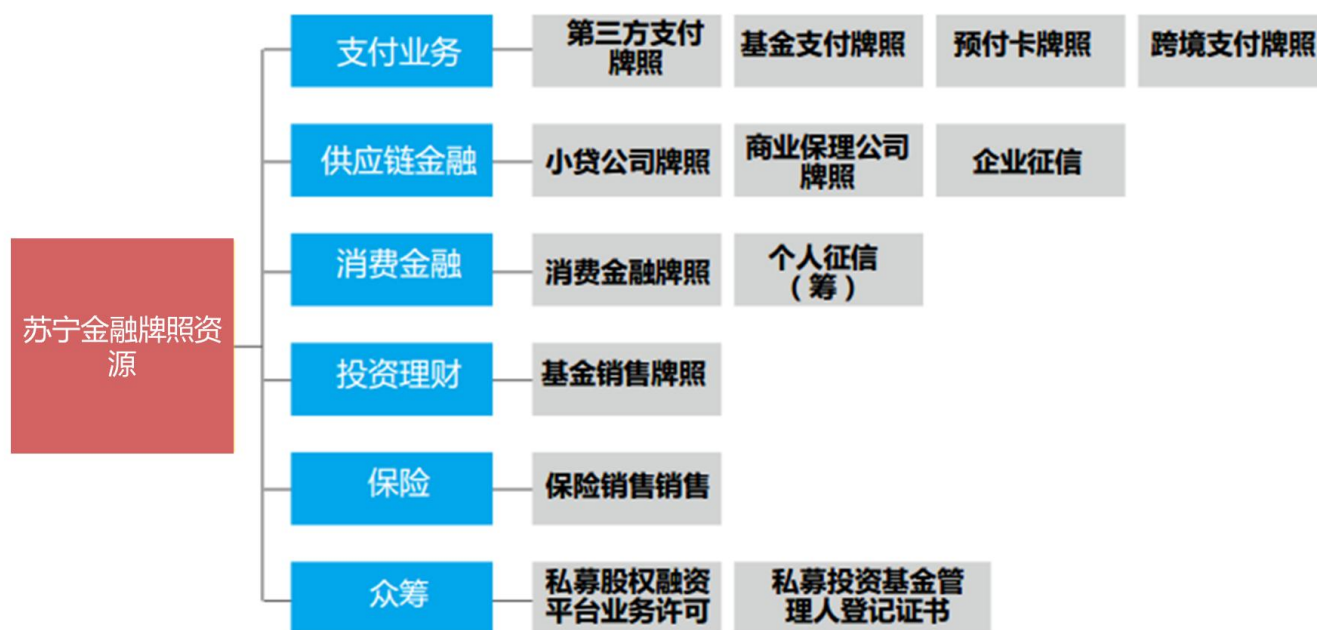 支付业务
第三方支付
牌照
基金支付牌照
预付卡牌照
跨境支付牌照
供应链金融
小贷公司牌照
商业保理公司
牌照
企业征信
消费金融
消费金融牌照
个人征信
（筹）
苏宁金融牌照资
源
投资理财
基金销售牌照
保险
保险销售销售
众筹
私募股权融资
平台业务许可
私募投资基金管
理人登记证书